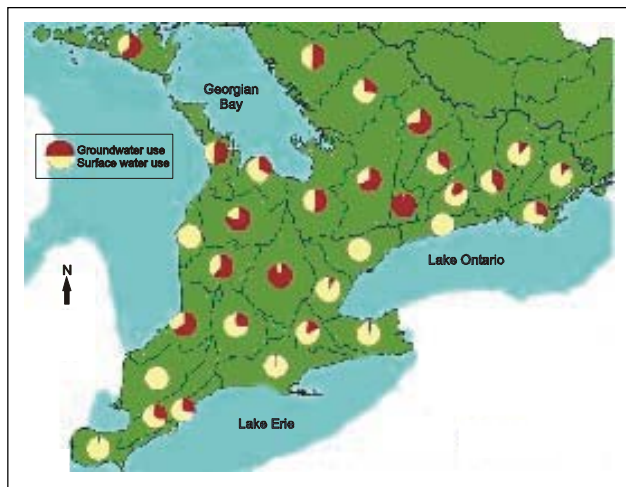 Georgian
Bay
Groundwater use
Surface water use
Lake Ontario
N
Lake Erie